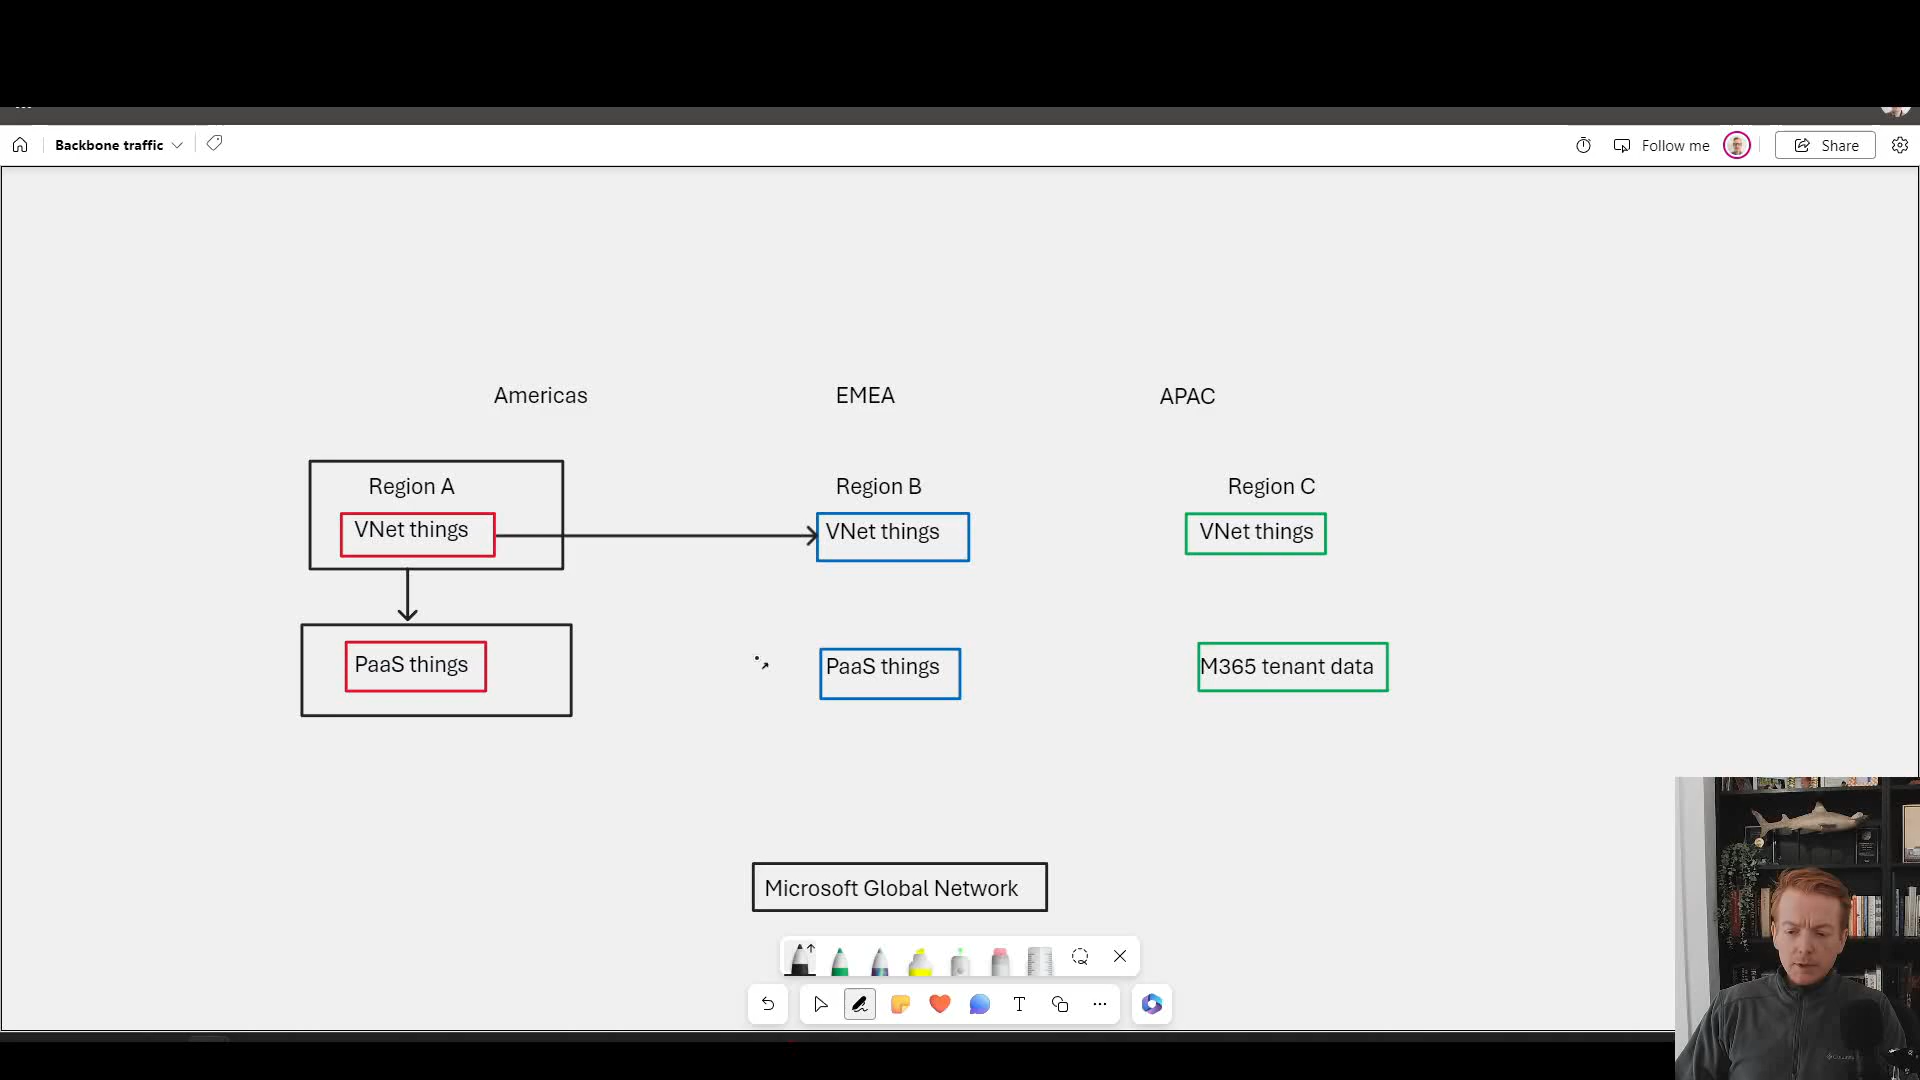 Backbone traffic
Follow me
Share
Americas
EMEA
APAC
Region A
Region B
Region C
VNet things
VNet things
VNet things
PaaS things
PaaS things
M365 tenant data
Microsoft Global Network
T